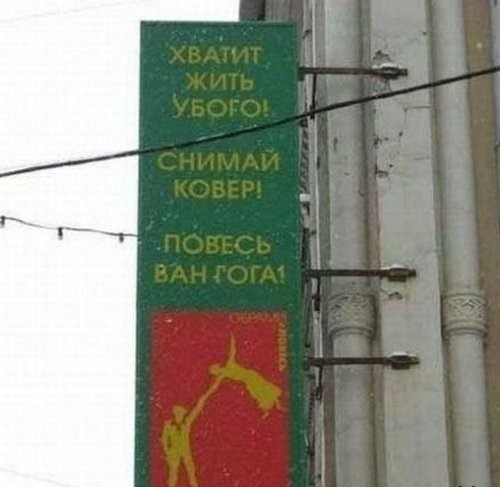 ХВАТИТ
ЖИТЬ
УБОГО!
СНИМАЙ
КОВЕР!
ПОВЕСЬ
ВАН ГОГА!